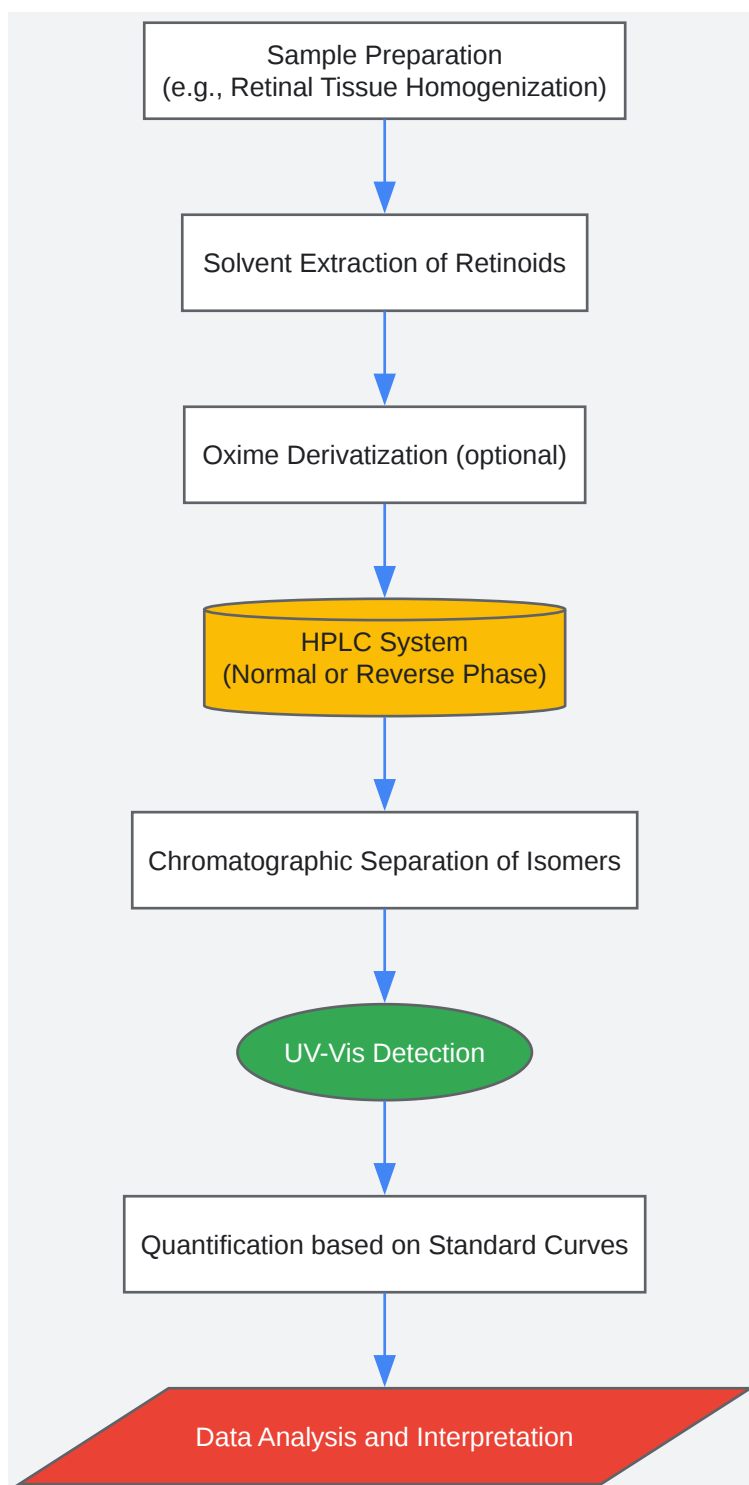 Sample Preparation
(e.g., Retinal Tissue Homogenization)
Solvent Extraction of Retinoids
Oxime Derivatization (optional)
HPLC System
(Normal or Reverse Phase)
Chromatographic Separation of Isomers
UV-Vis Detection
Quantification based on Standard Curves
Data Analysis and Interpretation